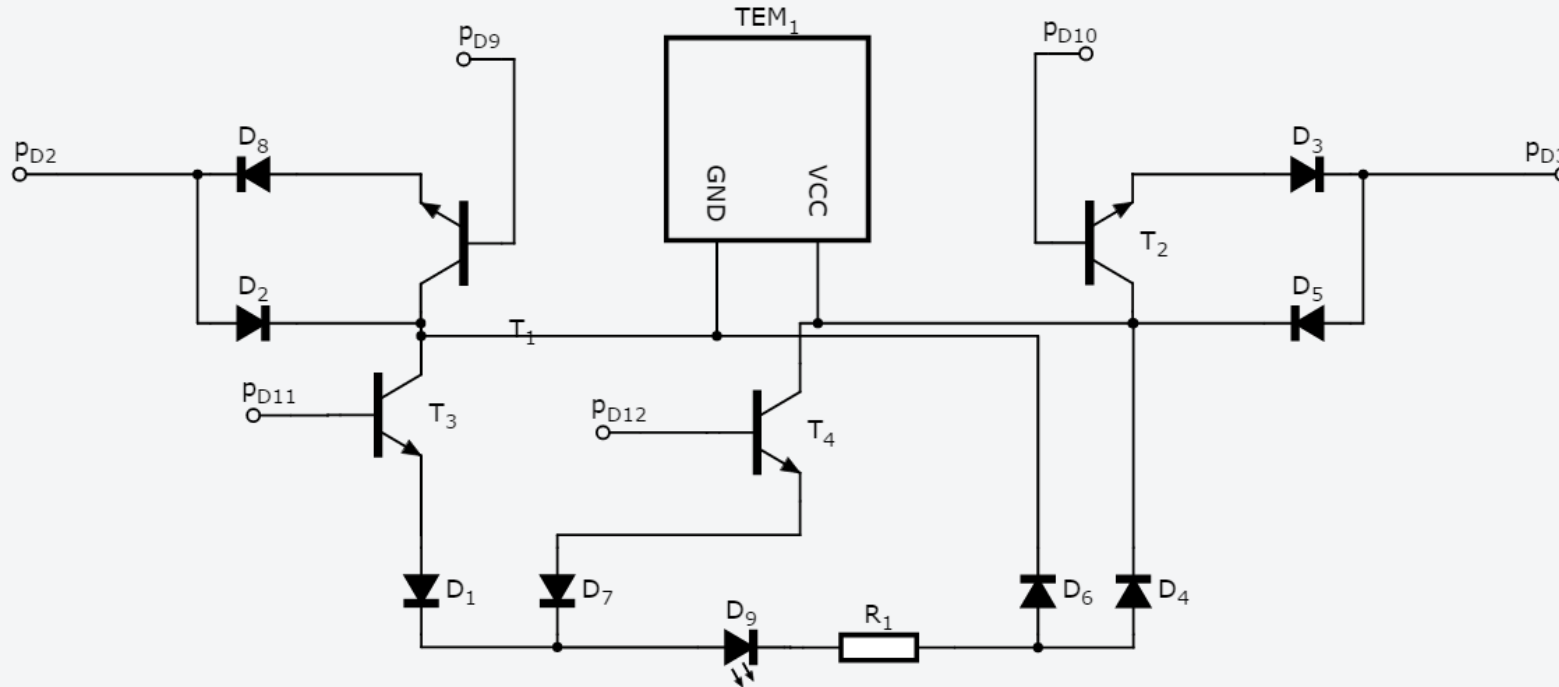 TEM₁
pD9
pD10
D₈
D₃
pD2
pD3
GND
VCC
T₂
D₂
D₅
T₁
pD11
T₃
pD12
T₄
D₁
D₇
D₉
R₁
D₆
D₄